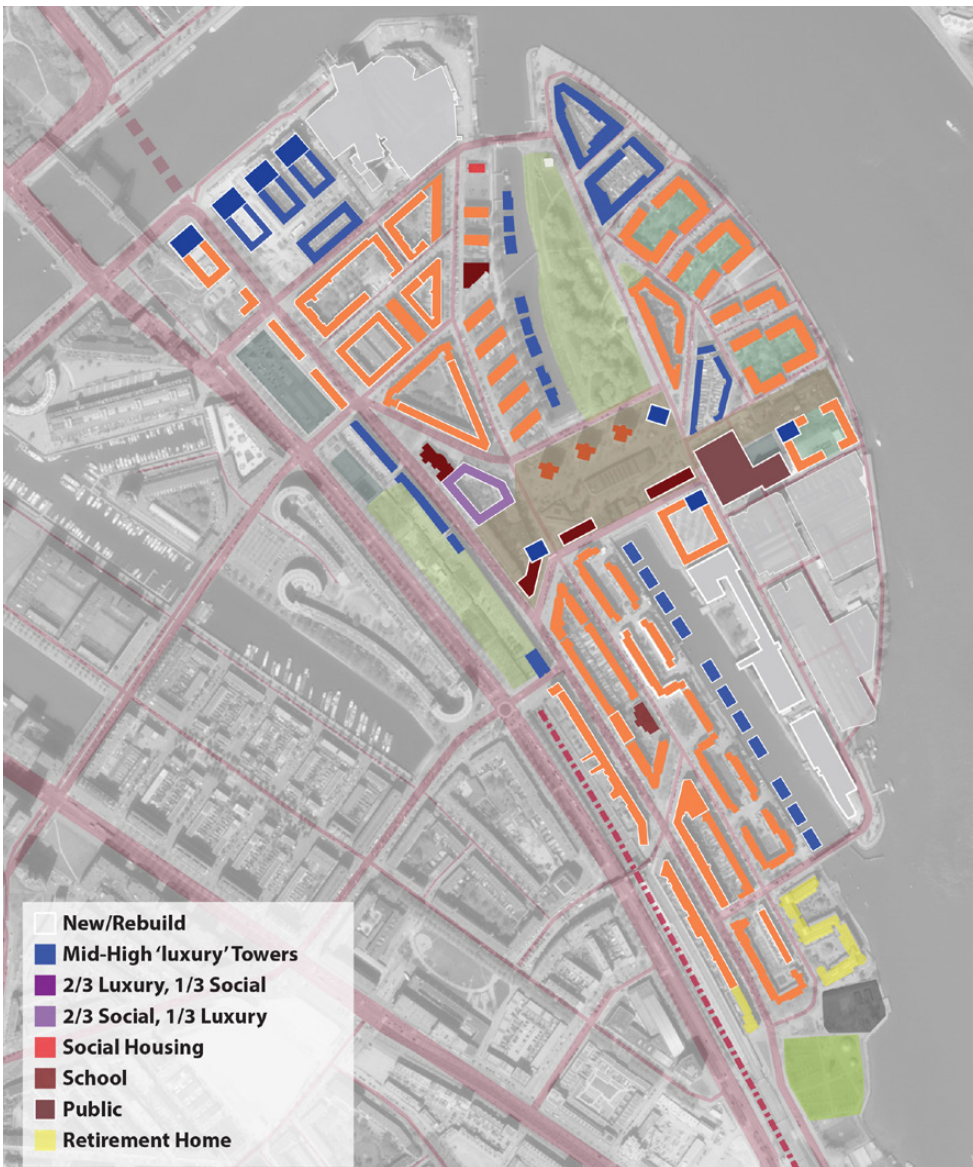 New/Rebuild
Mid-High ‘luxury’ Towers
2/3 Luxury, 1/3 Social
2/3 Social, 1/3 Luxury
Social Housing
School
Public
Retirement Home